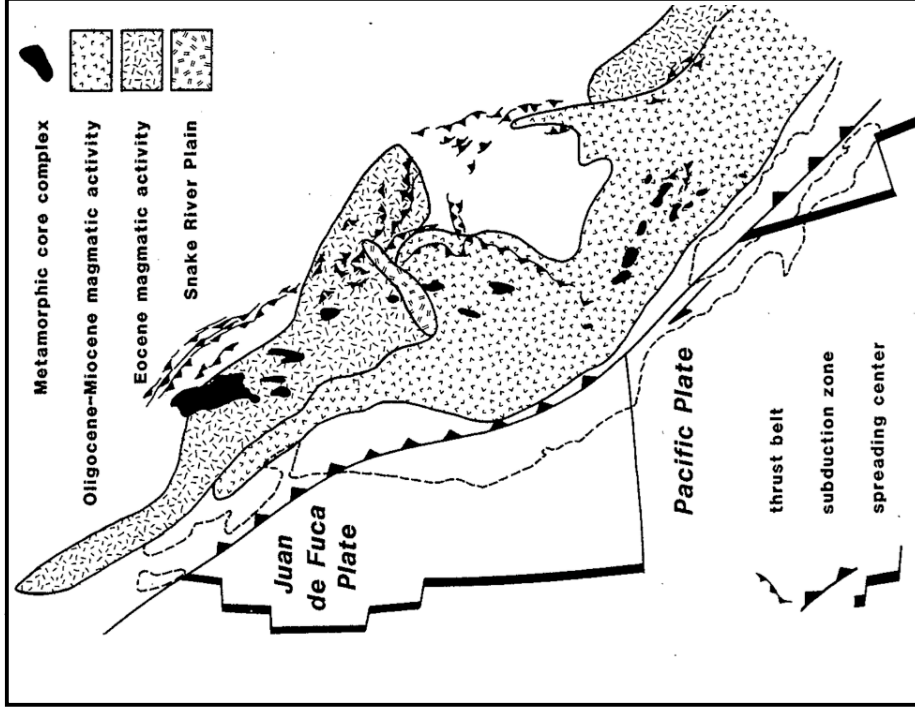 Metamorphic core complex
Oligocene-Miocene magmatic activity
Eocene magmatic activity
Snake River Plain
Juan
de Fuca
Plate
Pacific Plate
thrust belt
subduction zone
spreading center